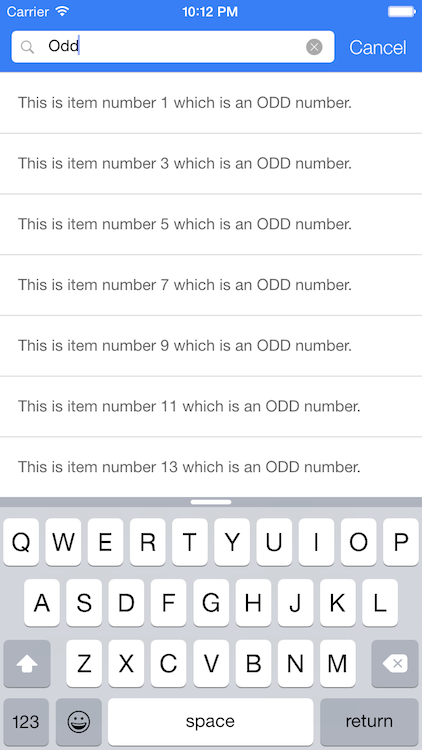 Carrier 10:12 PM
Odd Cancel
This is item number 1 which is an ODD number.
This is item number 3 which is an ODD number.
This is item number 5 which is an ODD number.
This is item number 7 which is an ODD number.
This is item number 9 which is an ODD number.
This is item number 11 which is an ODD number.
This is item number 13 which is an ODD number.
Q W E R T Y U I O P
A S D F G H J K L
Z X C V B N M
123 space return